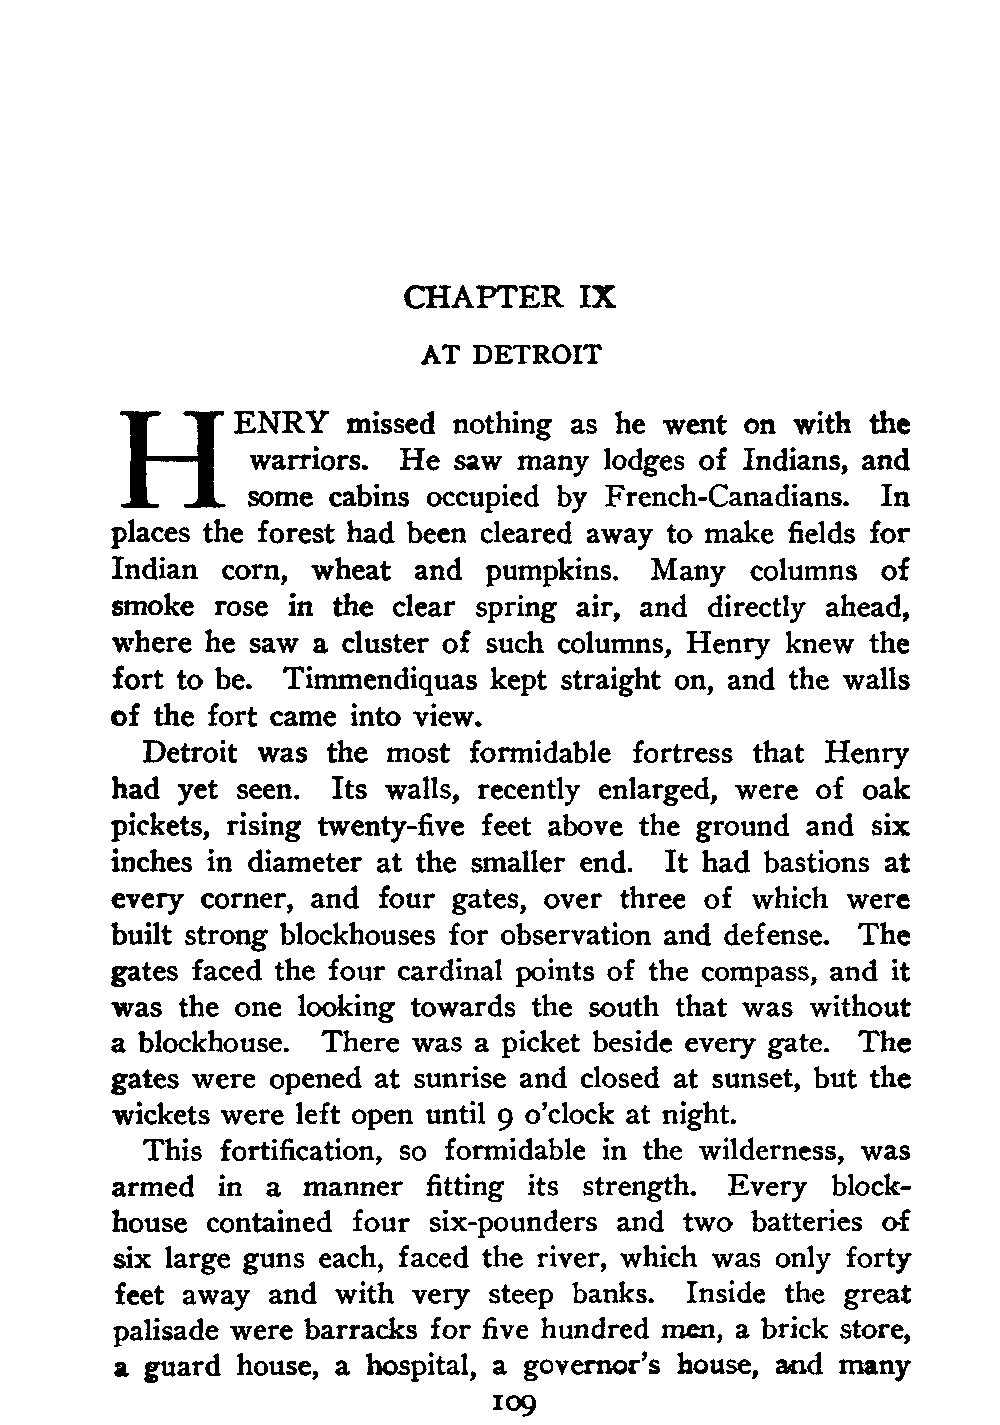 CHAPTER IX
AT DETROIT
HENRY missed nothing as he went on with the
warriors. He saw many lodges of Indians, and
some cabins occupied by French-Canadians. In
places the forest had been cleared away to make fields for
Indian corn, wheat and pumpkins. Many columns of
smoke rose in the clear spring air, and directly ahead,
where he saw a cluster of such columns, Henry knew the
fort to be. Timmendiquas kept straight on, and the walls
of the fort came into view.
Detroit was the most formidable fortress that Henry
had yet seen. Its walls, recently enlarged, were of oak
pickets, rising twenty-five feet above the ground and six
inches in diameter at the smaller end. It had bastions at
every corner, and four gates, over three of which were
built strong blockhouses for observation and defense. The
gates faced the four cardinal points of the compass, and it
was the one looking towards the south that was without
a blockhouse. There was a picket beside every gate. The
gates were opened at sunrise and closed at sunset, but the
wickets were left open until 9 o'clock at night.
This fortification, so formidable in the wilderness, was
armed in a manner fitting its strength. Every block-
house contained four six-pounders and two batteries of
six large guns each, faced the river, which was only forty
feet away and with very steep banks. Inside the great
palisade were barracks for five hundred men, a brick store,
a guard house, a hospital, a governor's house, and many
109